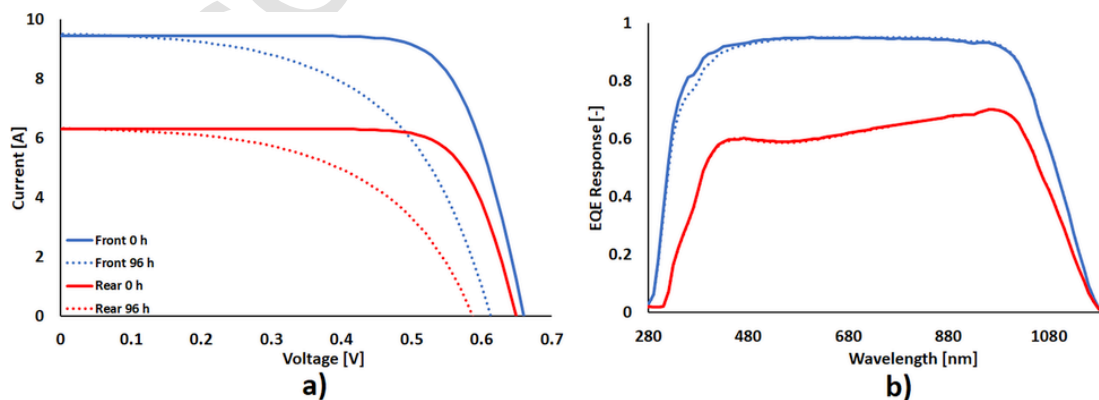 10
8
6
4
2
0
Current [A]
Front 0 h
Front 96 h
Rear 0 h
Rear 96 h
0 0.1 0.2 0.3 0.4 0.5 0.6 0.7
Voltage [V]
a)
1
0.8
0.6
0.4
0.2
0
EQE Response [-]
280 480 680 880 1080
Wavelength [nm]
b)